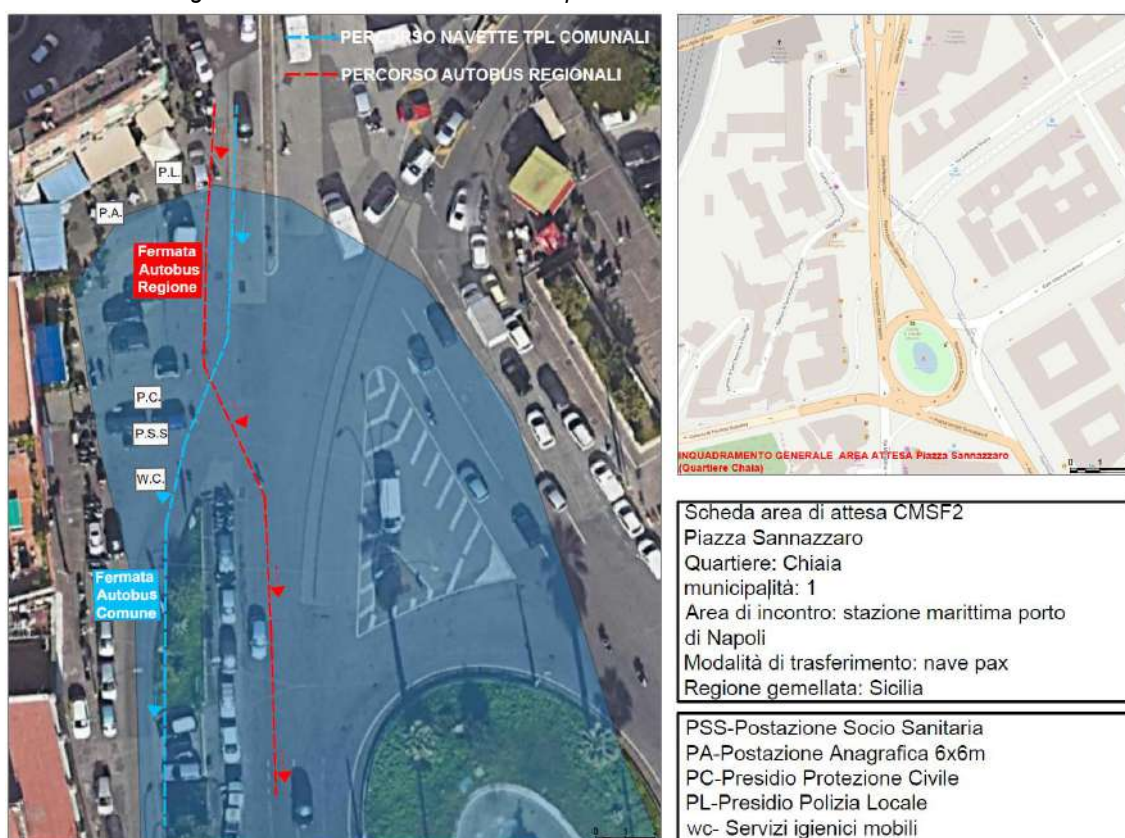 PERCORSO NAVETTE TPL COMUNALI
PERCORSO AUTOBUS REGIONALI
P.L.
P.A.
Fermata
Autobus
Regione
P.C.
P.S.S
W.C.
Fermata
Autobus
Comune
INQUADRAMENTO GENERALE AREA ATTESA Piazza Sannazzaro
(Quartiere Chaia)
Scheda area di attesa CMSF2
Piazza Sannazzaro
Quartiere: Chiaia
municipalità: 1
Area di incontro: stazione marittima porto
di Napoli
Modalità di trasferimento: nave pax
Regione gemellata: Sicilia
PSS-Postazione Socio Sanitaria
PA-Postazione Anagrafica 6x6m
PC-Presidio Protezione Civile
PL-Presidio Polizia Locale
wc- Servizi igienici mobili